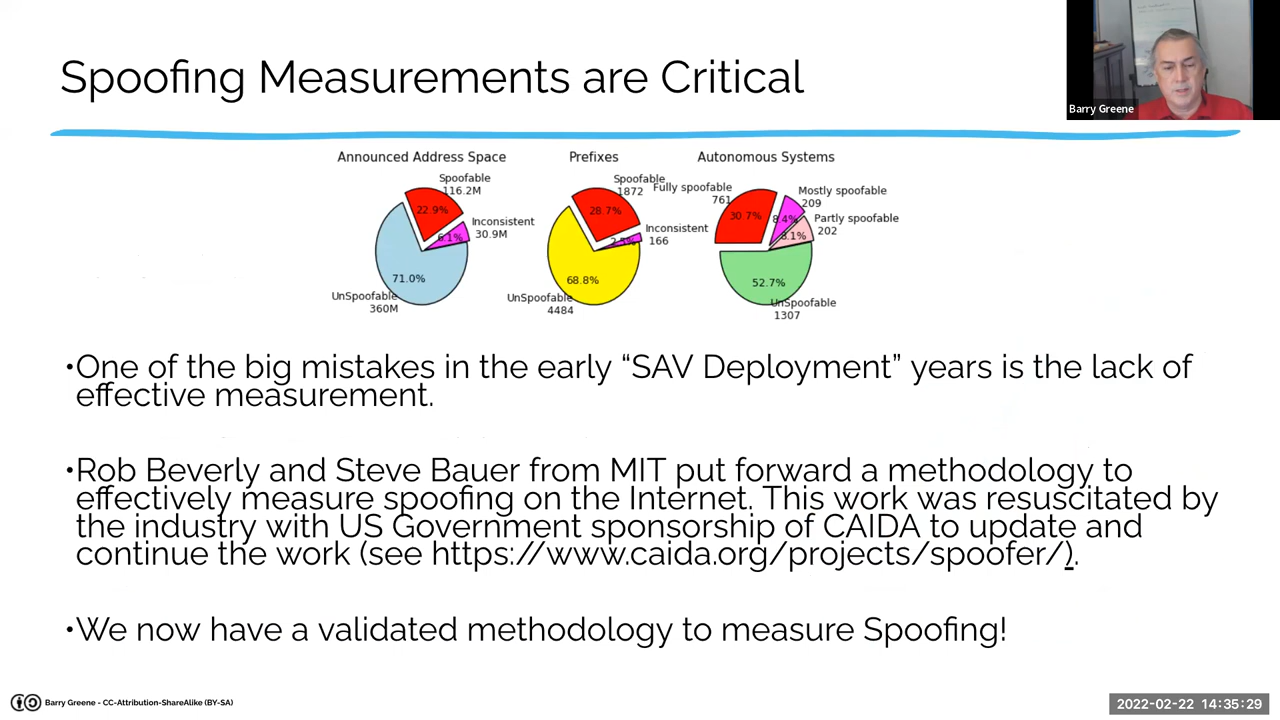 Spoofing Measurements are Critical
Barry Greene
Announced Address Space
Spoofable
116.2M
22.9%
Inconsistent
30.9M
6.1%
71.0%
UnSpoofable
360M
Prefixes
Spoofable
1872
28.7%
Inconsistent
166
2.5%
68.8%
UnSpoofable
4484
Autonomous Systems
Fully spoofable
761
30.7%
Mostly spoofable
209
8.4%
Partly spoofable
202
8.1%
52.7%
UnSpoofable
1307
•One of the big mistakes in the early “SAV Deployment” years is the lack of
effective measurement.
•Rob Beverly and Steve Bauer from MIT put forward a methodology to
effectively measure spoofing on the Internet. This work was resuscitated by
the industry with US Government sponsorship of CAIDA to update and
continue the work (see https://www.caida.org/projects/spoofer/).
•We now have a validated methodology to measure Spoofing!
Barry Greene - CC-Attribution-ShareAlike (BY-SA)
2022-02-22 14:35:29